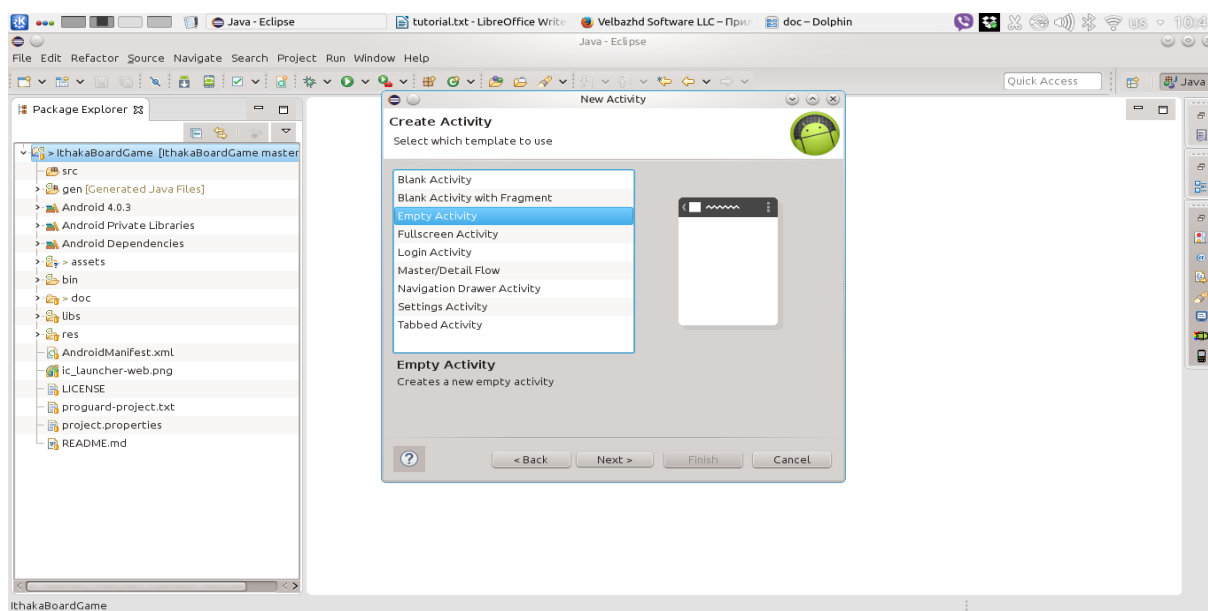 Java - Eclipse
tutorial.txt - LibreOffice Write
Velbazhd Software LLC – При
doc – Dolphin
US
10:4
Java - Eclipse
File Edit Refactor Source Navigate Search Project Run Window Help
Quick Access
Java
Package Explorer
> IthakaBoardGame [IthakaBoardGame master
src
gen [Generated Java Files]
Android 4.0.3
Android Private Libraries
Android Dependencies
> assets
bin
> doc
libs
res
AndroidManifest.xml
ic_launcher-web.png
LICENSE
proguard-project.txt
project.properties
README.md
New Activity
Create Activity
Select which template to use
Blank Activity
Blank Activity with Fragment
Empty Activity
Fullscreen Activity
Login Activity
Master/Detail Flow
Navigation Drawer Activity
Settings Activity
Tabbed Activity
Empty Activity
Creates a new empty activity
?
< Back
Next >
Finish
Cancel
IthakaBoardGame